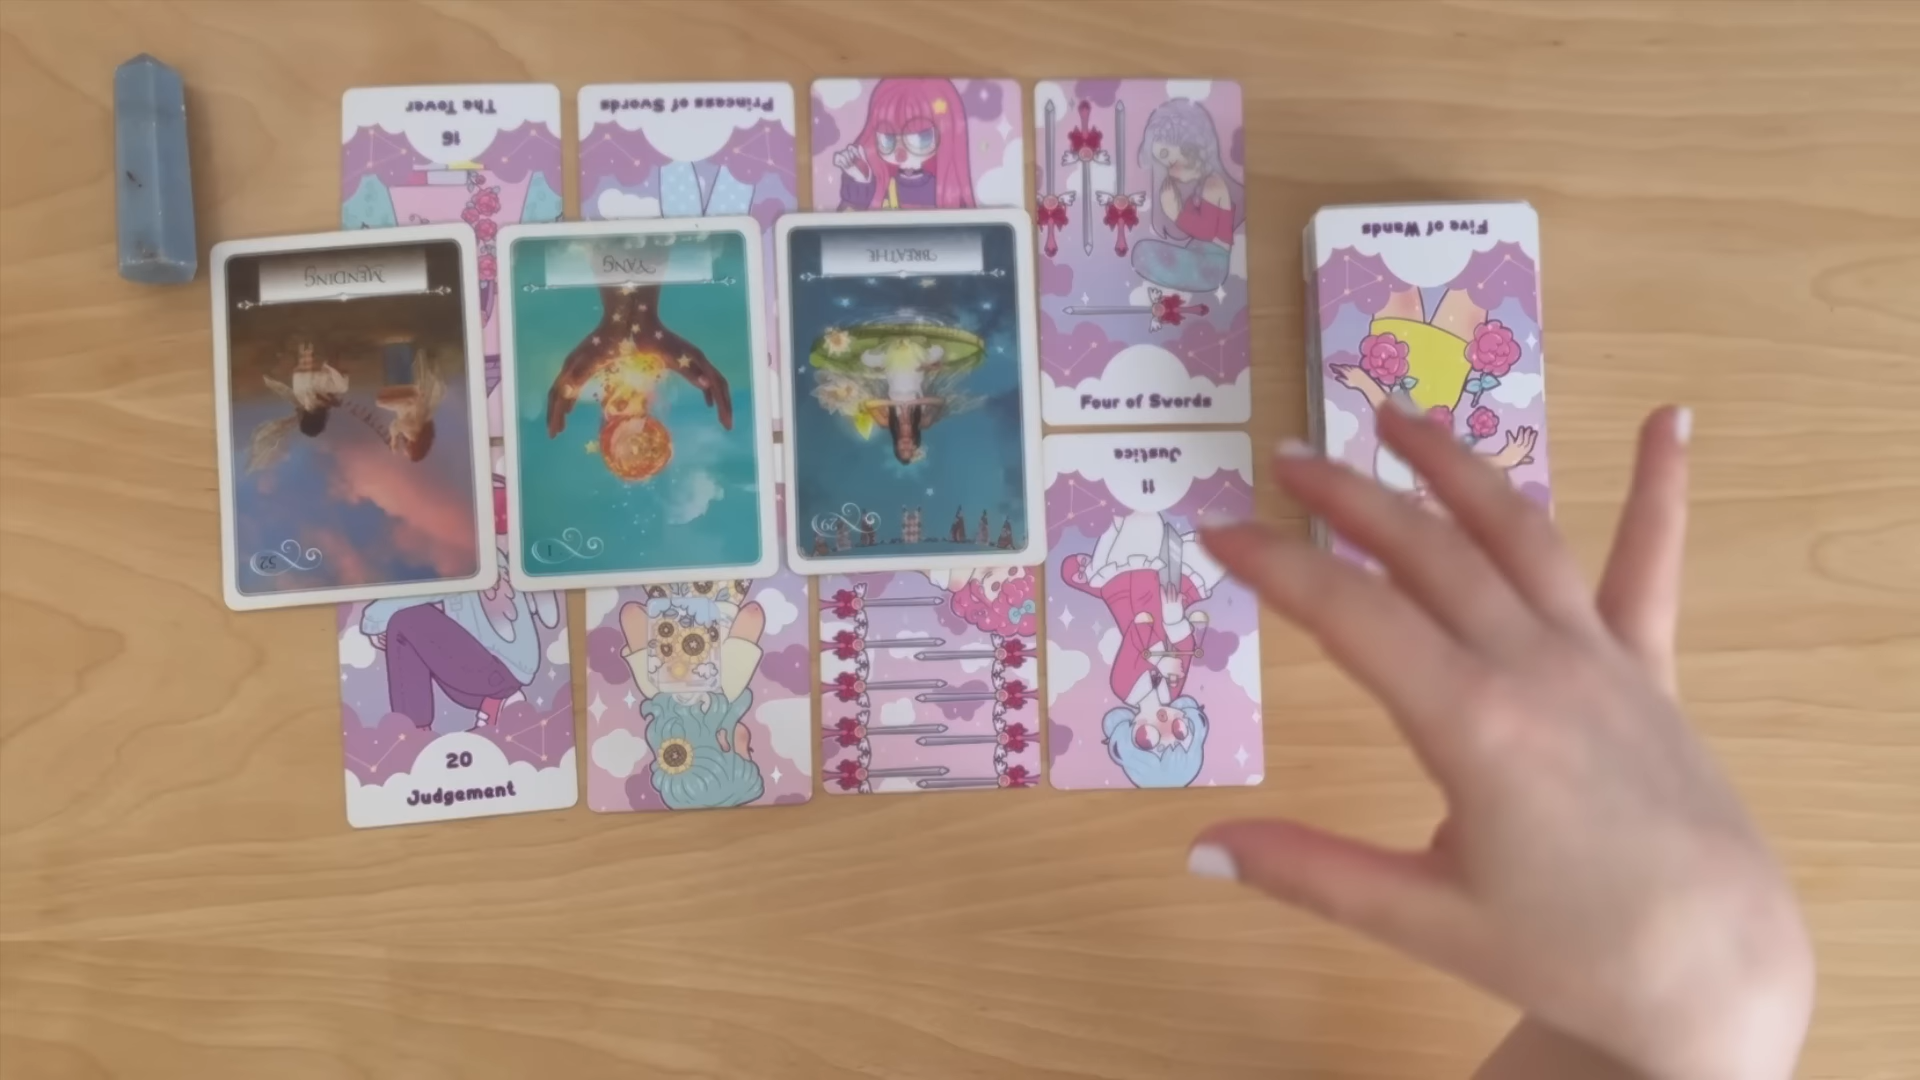 The Tower
16
Princess of Swords
Four of Swords
Five of Wands
MENDING
52
YANG
1
BREATHE
29
Justice
11
20
Judgement